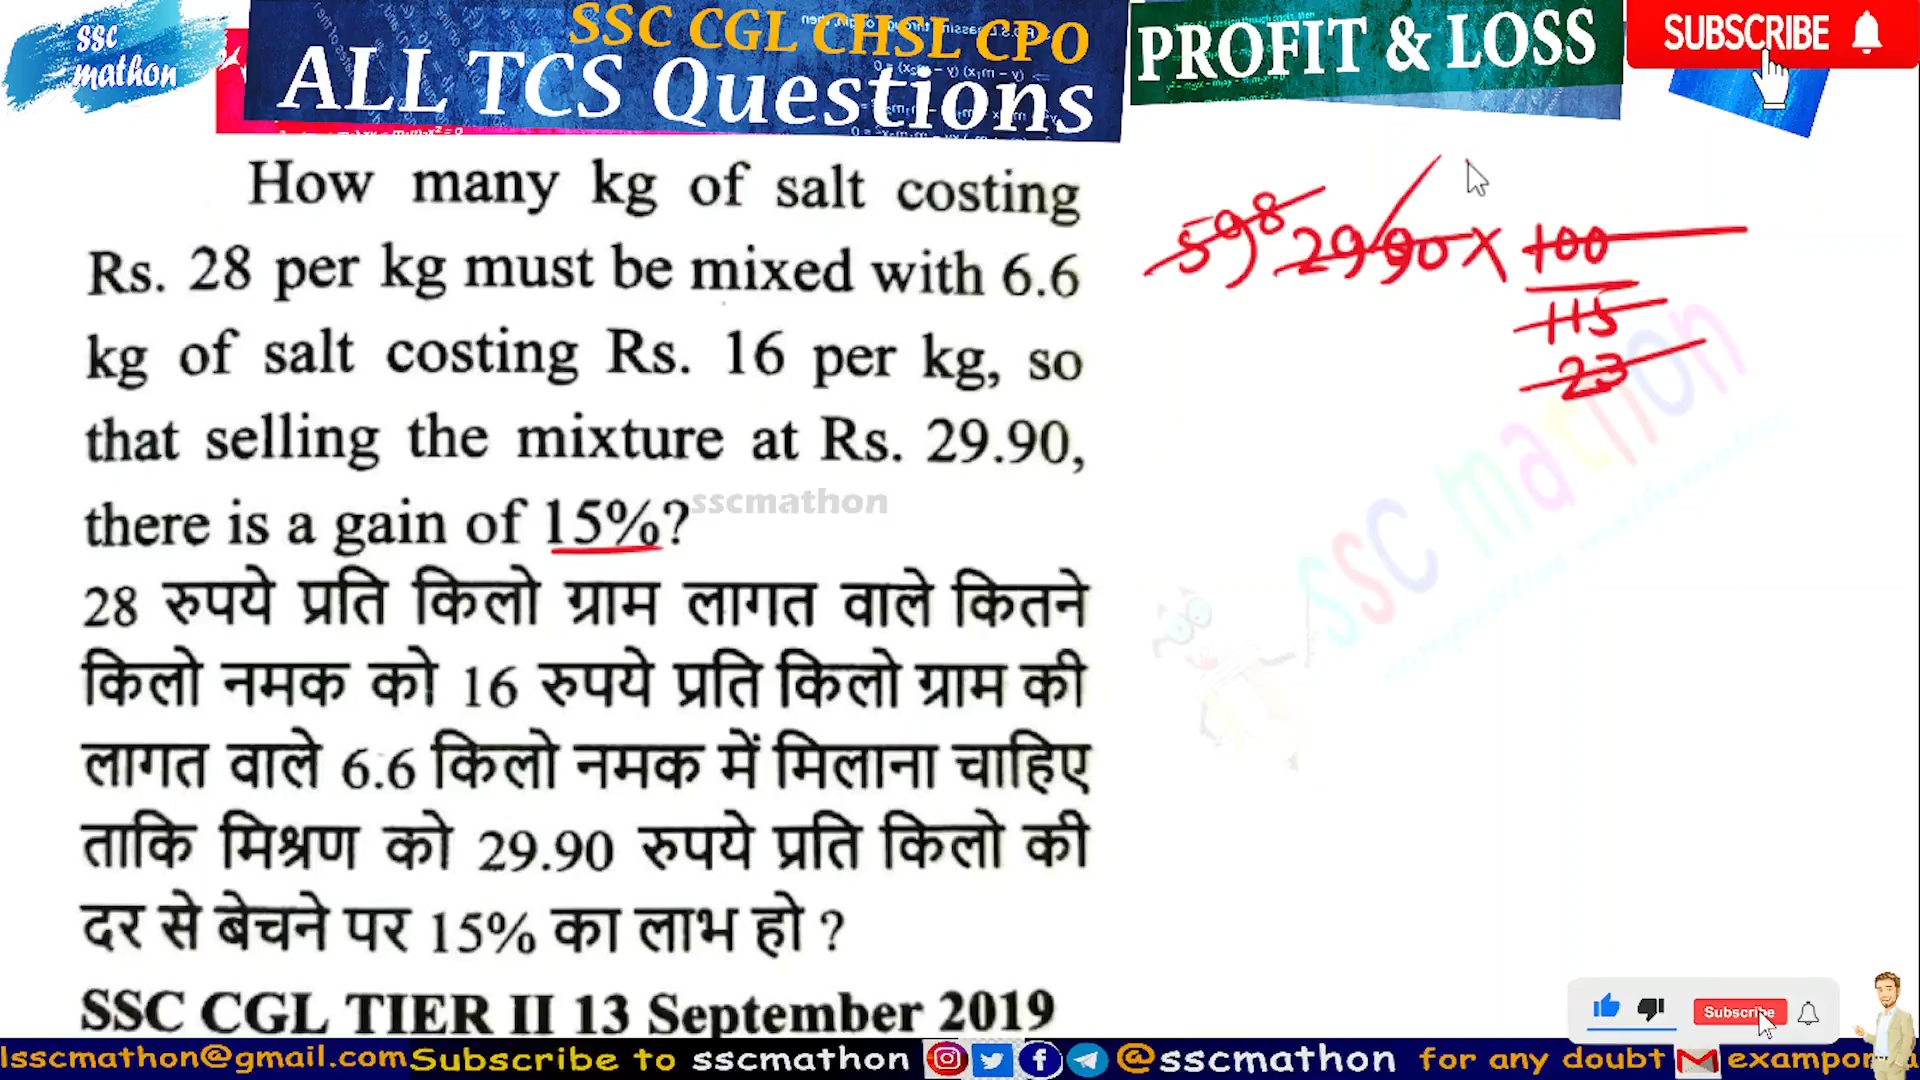 ssc mathon
SSC CGL CHSL CPO
ALL TCS Questions
PROFIT & LOSS
SUBSCRIBE
How many kg of salt costing
Rs. 28 per kg must be mixed with 6.6
kg of salt costing Rs. 16 per kg, so
that selling the mixture at Rs. 29.90,
there is a gain of 15%?
sscmathon
28 रुपये प्रति किलो ग्राम लागत वाले कितने
किलो नमक को 16 रुपये प्रति किलो ग्राम की
लागत वाले 6.6 किलो नमक में मिलाना चाहिए
ताकि मिश्रण को 29.90 रुपये प्रति किलो की
दर से बेचने पर 15% का लाभ हो ?
SSC CGL TIER II 13 September 2019
598 29.90 X 100
115
23
ssc mathon
Subscribe
lsscmathon@gmail.com Subscribe to sscmathon @sscmathon for any doubt